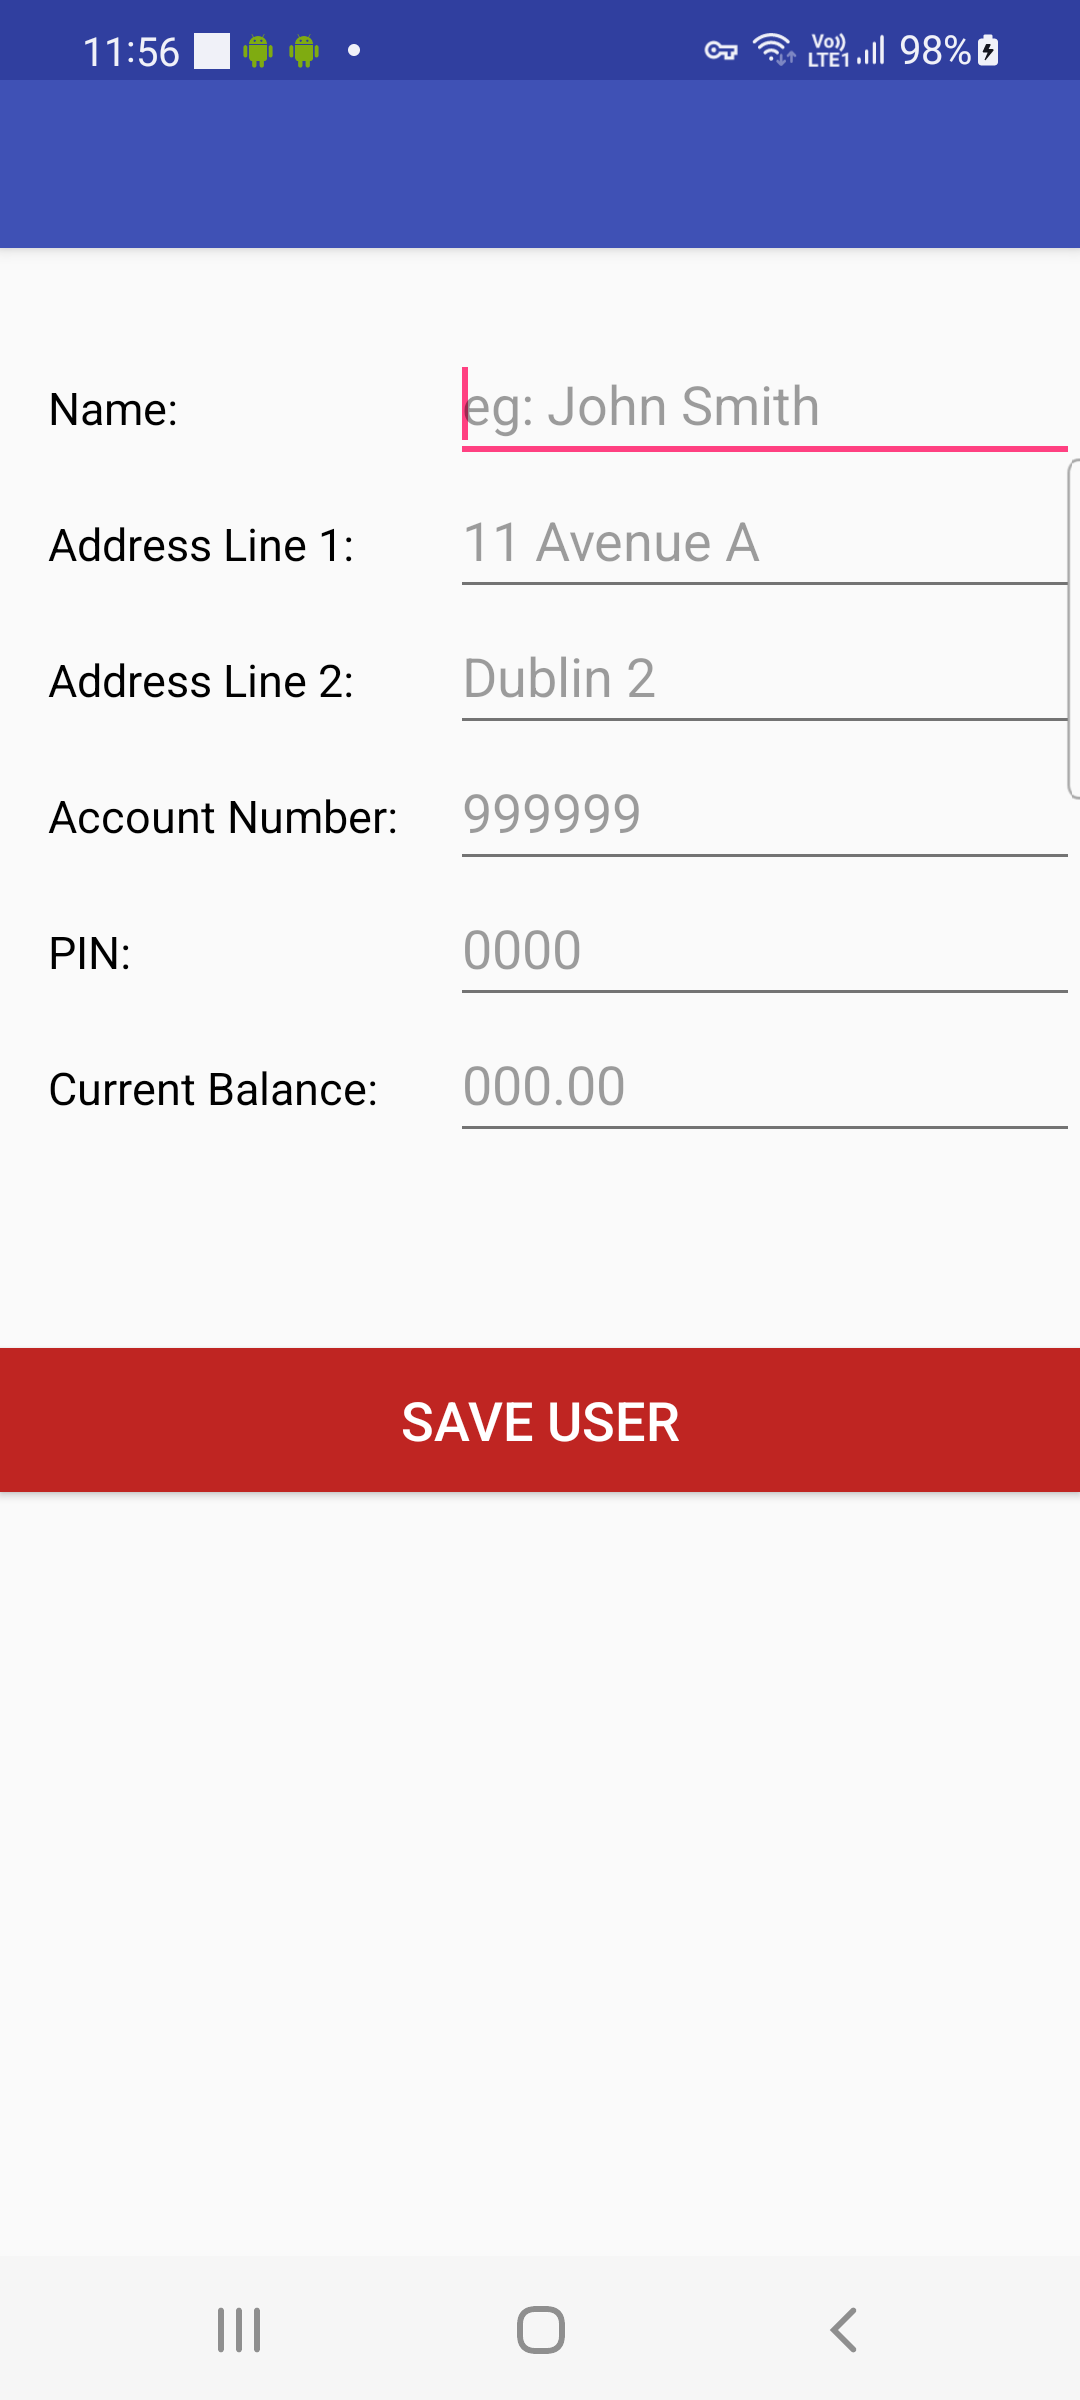 11:56 Vo)) LTE1 98%
Name: eg: John Smith
Address Line 1: 11 Avenue A
Address Line 2: Dublin 2
Account Number: 999999
PIN: 0000
Current Balance: 000.00
SAVE USER